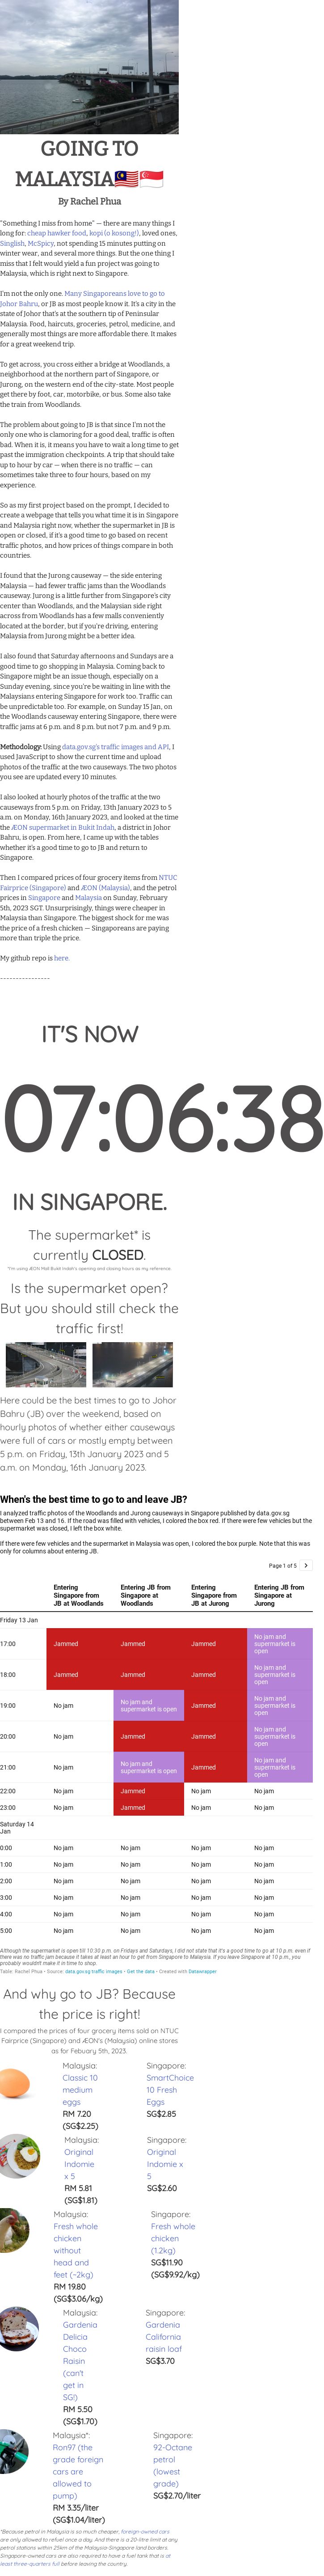 GOING TO
MALAYSIA🇲🇾🇸🇬
By Rachel Phua
"Something I miss from home" — there are many things I
long for: cheap hawker food, kopi (o kosong!), loved ones,
Singlish, McSpicy, not spending 15 minutes putting on
winter wear, and several more things. But the one thing I
miss that I felt would yield a fun project was going to
Malaysia, which is right next to Singapore.
I'm not the only one. Many Singaporeans love to go to
Johor Bahru, or JB as most people know it. It's a city in the
state of Johor that's at the southern tip of Peninsular
Malaysia. Food, haircuts, groceries, petrol, medicine, and
generally most things are more affordable there. It makes
for a great weekend trip.
To get across, you cross either a bridge at Woodlands, a
neighborhood at the northern part of Singapore, or
Jurong, on the western end of the city-state. Most people
get there by foot, car, motorbike, or bus. Some also take
the train from Woodlands.
The problem about going to JB is that since I'm not the
only one who is clamoring for a good deal, traffic is often
bad. When it is, it means you have to wait a long time to get
past the immigration checkpoints. A trip that should take
up to hour by car — when there is no traffic — can
sometimes take three to four hours, based on my
experience.
So as my first project based on the prompt, I decided to
create a webpage that tells you what time it is in Singapore
and Malaysia right now, whether the supermarket in JB is
open or closed, if it's a good time to go based on recent
traffic photos, and how prices of things compare in both
countries.
I found that the Jurong causeway — the side entering
Malaysia — had fewer traffic jams than the Woodlands
causeway. Jurong is a little further from Singapore's city
center than Woodlands, and the Malaysian side right
across from Woodlands has a few malls conveniently
located at the border, but if you're driving, entering
Malaysia from Jurong might be a better idea.
I also found that Saturday afternoons and Sundays are a
good time to go shopping in Malaysia. Coming back to
Singapore might be an issue though, especially on a
Sunday evening, since you're be waiting in line with the
Malaysians entering Singapore for work too. Traffic can
be unpredictable too. For example, on Sunday, Jan 15, on
the Woodlands causeway entering Singapore, there were
traffic jams at 6 p.m. and 8 p.m. but not 7 p.m. and 9 p.m.
Methodology: Using data.gov.sg's traffic images and API, I
used JavaScript to show the current time and upload
photos of the traffic at the two causeways. The two photos
you see are updated every 10 minutes.
I also looked at hourly photos of the traffic at the two
causeways from 5 p.m. on Friday, 13th January 2023 to 5
a.m. on Monday, 16th January 2023, and looked at the time
the ÆON supermarket in Bukit Indah, a district in Johor
Bahru, is open. From here, I came up with the tables
whether it's a good time to go to JB and return to
Singapore.
Then I compared prices of four grocery items from NTUC
Fairprice (Singapore) and ÆON (Malaysia), and the petrol
prices in Singapore and Malaysia on Sunday, February
5th, 2023 SGT. Unsurprisingly, things were cheaper in
Malaysia than Singapore. The biggest shock for me was
the price of a fresh chicken — Singaporeans are paying
more than triple the price.
My github repo is here.
----------------
IT'S NOW
07:06:38
IN SINGAPORE.
The supermarket* is
currently CLOSED.
*I'm using ÆON Mall Bukit Indah's opening and closing hours as my reference.
Is the supermarket open?
But you should still check the
traffic first!
Here could be the best times to go to Johor
Bahru (JB) over the weekend, based on
hourly photos of whether either causeways
were full of cars or mostly empty between
5 p.m. on Friday, 13th January 2023 and 5
a.m. on Monday, 16th January 2023.
When's the best time to go to and leave JB?
I analyzed traffic photos of the Woodlands and Jurong causeways in Singapore published by data.gov.sg
between Feb 13 and 16. If the road was filled with vehicles, I colored the box red. If there were few vehicles but the
supermarket was closed, I left the box white.
If there were few vehicles and the supermarket in Malaysia was open, I colored the box purple. Note that this was
only for columns about entering JB.
Page 1 of 5 >
Entering Singapore from JB at Woodlands | Entering JB from Singapore at Woodlands | Entering Singapore from JB at Jurong | Entering JB from Singapore at Jurong
Friday 13 Jan
17:00 Jammed Jammed Jammed No jam and supermarket is open
18:00 Jammed Jammed Jammed No jam and supermarket is open
19:00 No jam No jam and supermarket is open Jammed No jam and supermarket is open
20:00 No jam Jammed Jammed No jam and supermarket is open
21:00 No jam No jam and supermarket is open Jammed No jam and supermarket is open
22:00 No jam Jammed No jam No jam
23:00 No jam Jammed No jam No jam
Saturday 14
Jan
0:00 No jam No jam No jam No jam
1:00 No jam No jam No jam No jam
2:00 No jam No jam No jam No jam
3:00 No jam No jam No jam No jam
4:00 No jam No jam No jam No jam
5:00 No jam No jam No jam No jam
Although the supermarket is open till 10:30 p.m. on Fridays and Saturdays, I did not state that it's a good time to go at 10 p.m. even if
there was no traffic jam because it takes at least an hour to get from Singapore to Malaysia. If you leave Singapore at 10 p.m., you
probably wouldn't make it in time to shop.
Table: Rachel Phua • Source: data.gov.sg traffic images • Get the data • Created with Datawrapper
And why go to JB? Because
the price is right!
I compared the prices of four grocery items sold on NTUC
Fairprice (Singapore) and ÆON's (Malaysia) online stores
as for Febuary 5th, 2023.
Malaysia:
Classic 10
medium
eggs
RM 7.20
(SG$2.25)
Singapore:
SmartChoice
10 Fresh
Eggs
SG$2.85
Malaysia:
Original
Indomie
x 5
RM 5.81
(SG$1.81)
Singapore:
Original
Indomie x
5
SG$2.60
Malaysia:
Fresh whole
chicken
without
head and
feet (~2kg)
RM 19.80
(SG$3.06/kg)
Singapore:
Fresh whole
chicken
(1.2kg)
SG$11.90
(SG$9.92/kg)
Malaysia:
Gardenia
Delicia
Choco
Raisin
(can't
get in
SG!)
RM 5.50
(SG$1.70)
Singapore:
Gardenia
California
raisin loaf
SG$3.70
Malaysia*:
Ron97 (the
grade foreign
cars are
allowed to
pump)
RM 3.35/liter
(SG$1.04/liter)
Singapore:
92-Octane
petrol
(lowest
grade)
SG$2.70/liter
*Because petrol in Malaysia is so much cheaper, foreign-owned cars
are only allowed to refuel once a day. And there is a 20-litre limit at any
petrol stations within 25km of the Malaysia-Singapore land borders.
Singapore-owned cars are also required to have a fuel tank that is at
least three-quarters full before leaving the country.